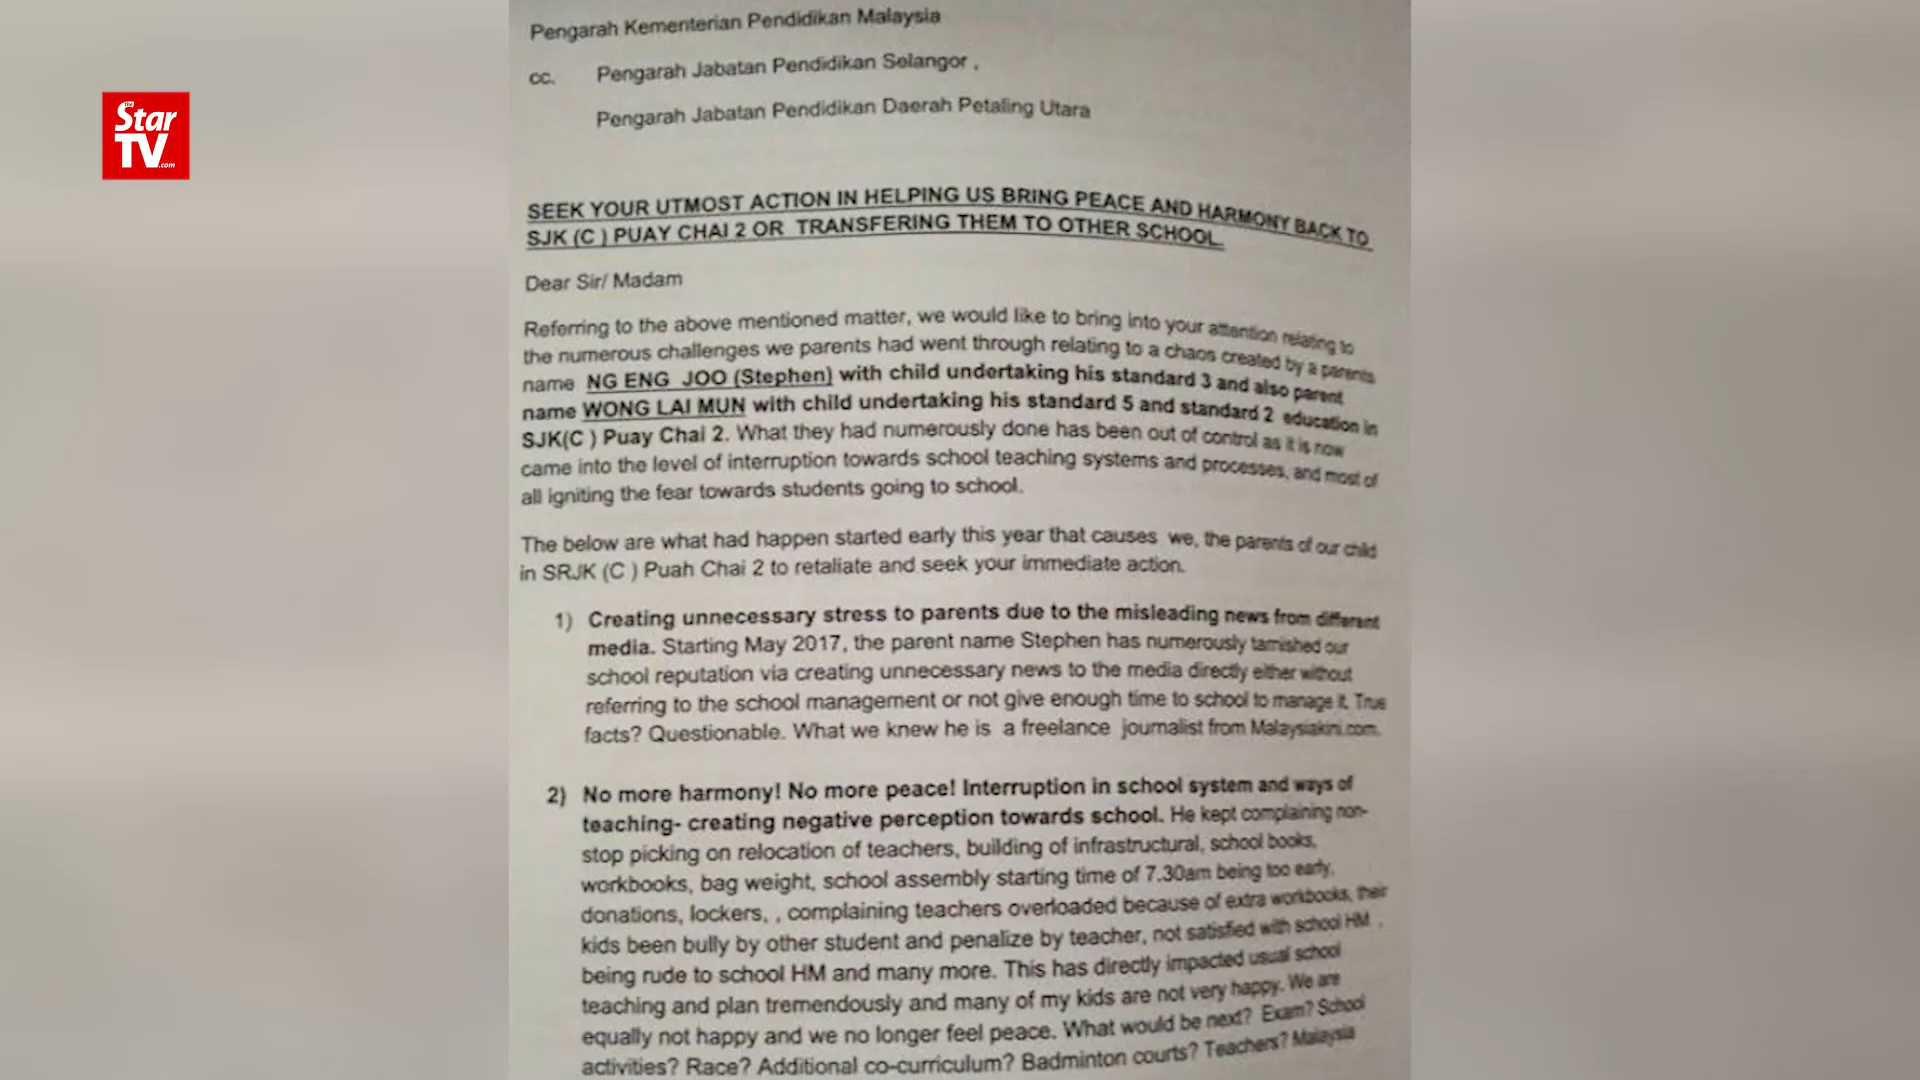 The Star
TV.com
Pengarah Kementerian Pendidikan Malaysia
cc. Pengarah Jabatan Pendidikan Selangor ,
Pengarah Jabatan Pendidikan Daerah Petaling Utara
SEEK YOUR UTMOST ACTION IN HELPING US BRING PEACE AND HARMONY BACK TO
SJK (C ) PUAY CHAI 2 OR TRANSFERING THEM TO OTHER SCHOOL.
Dear Sir/ Madam
Referring to the above mentioned matter, we would like to bring into your attention relating to
the numerous challenges we parents had went through relating to a chaos created by a parents
name NG ENG JOO (Stephen) with child undertaking his standard 3 and also parent
name WONG LAI MUN with child undertaking his standard 5 and standard 2 education in
SJK(C ) Puay Chai 2. What they had numerously done has been out of control as it is now
came into the level of interruption towards school teaching systems and processes, and most of
all igniting the fear towards students going to school.
The below are what had happen started early this year that causes we, the parents of our child
in SRJK (C ) Puah Chai 2 to retaliate and seek your immediate action.
1) Creating unnecessary stress to parents due to the misleading news from different
media. Starting May 2017, the parent name Stephen has numerously tarnished our
school reputation via creating unnecessary news to the media directly either without
referring to the school management or not give enough time to school to manage it. True
facts? Questionable. What we knew he is a freelance journalist from Malaysiakini.com.
2) No more harmony! No more peace! Interruption in school system and ways of
teaching- creating negative perception towards school. He kept complaining non-
stop picking on relocation of teachers, building of infrastructural, school books,
workbooks, bag weight, school assembly starting time of 7.30am being too early,
donations, lockers, , complaining teachers overloaded because of extra workbooks, their
kids been bully by other student and penalize by teacher, not satisfied with school HM ,
being rude to school HM and many more. This has directly impacted usual school
teaching and plan tremendously and many of my kids are not very happy. We are
equally not happy and we no longer feel peace. What would be next? Exam? School
activities? Race? Additional co-curriculum? Badminton courts? Teachers? Malaysia